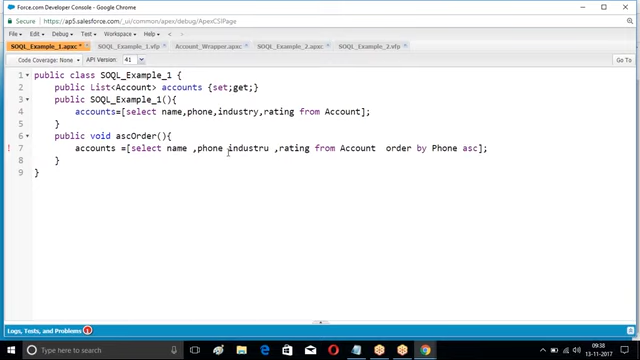 Force.com Developer Console - Google Chrome
Secure | https://ap5.salesforce.com/_ui/common/apex/debug/ApexCSIPage
File Edit Debug Test Workspace Help < >
SOQL_Example_1.apxc * SOQL_Example_1.vfp Account_Wrapper.apxc SOQL_Example_2.apxc SOQL_Example_2.vfp
Code Coverage: None API Version: 41 Go To
1 public class SOQL_Example_1 {
2 public List<Account> accounts {set;get;}
3 public SOQL_Example_1(){
4 accounts=[select name,phone,industry,rating from Account];
5 }
6 public void ascOrder(){
7 accounts =[select name ,phone industru ,rating from Account order by Phone asc];
8 }
9 }
Logs, Tests, and Problems
Type here to search
09:38
13-11-2017